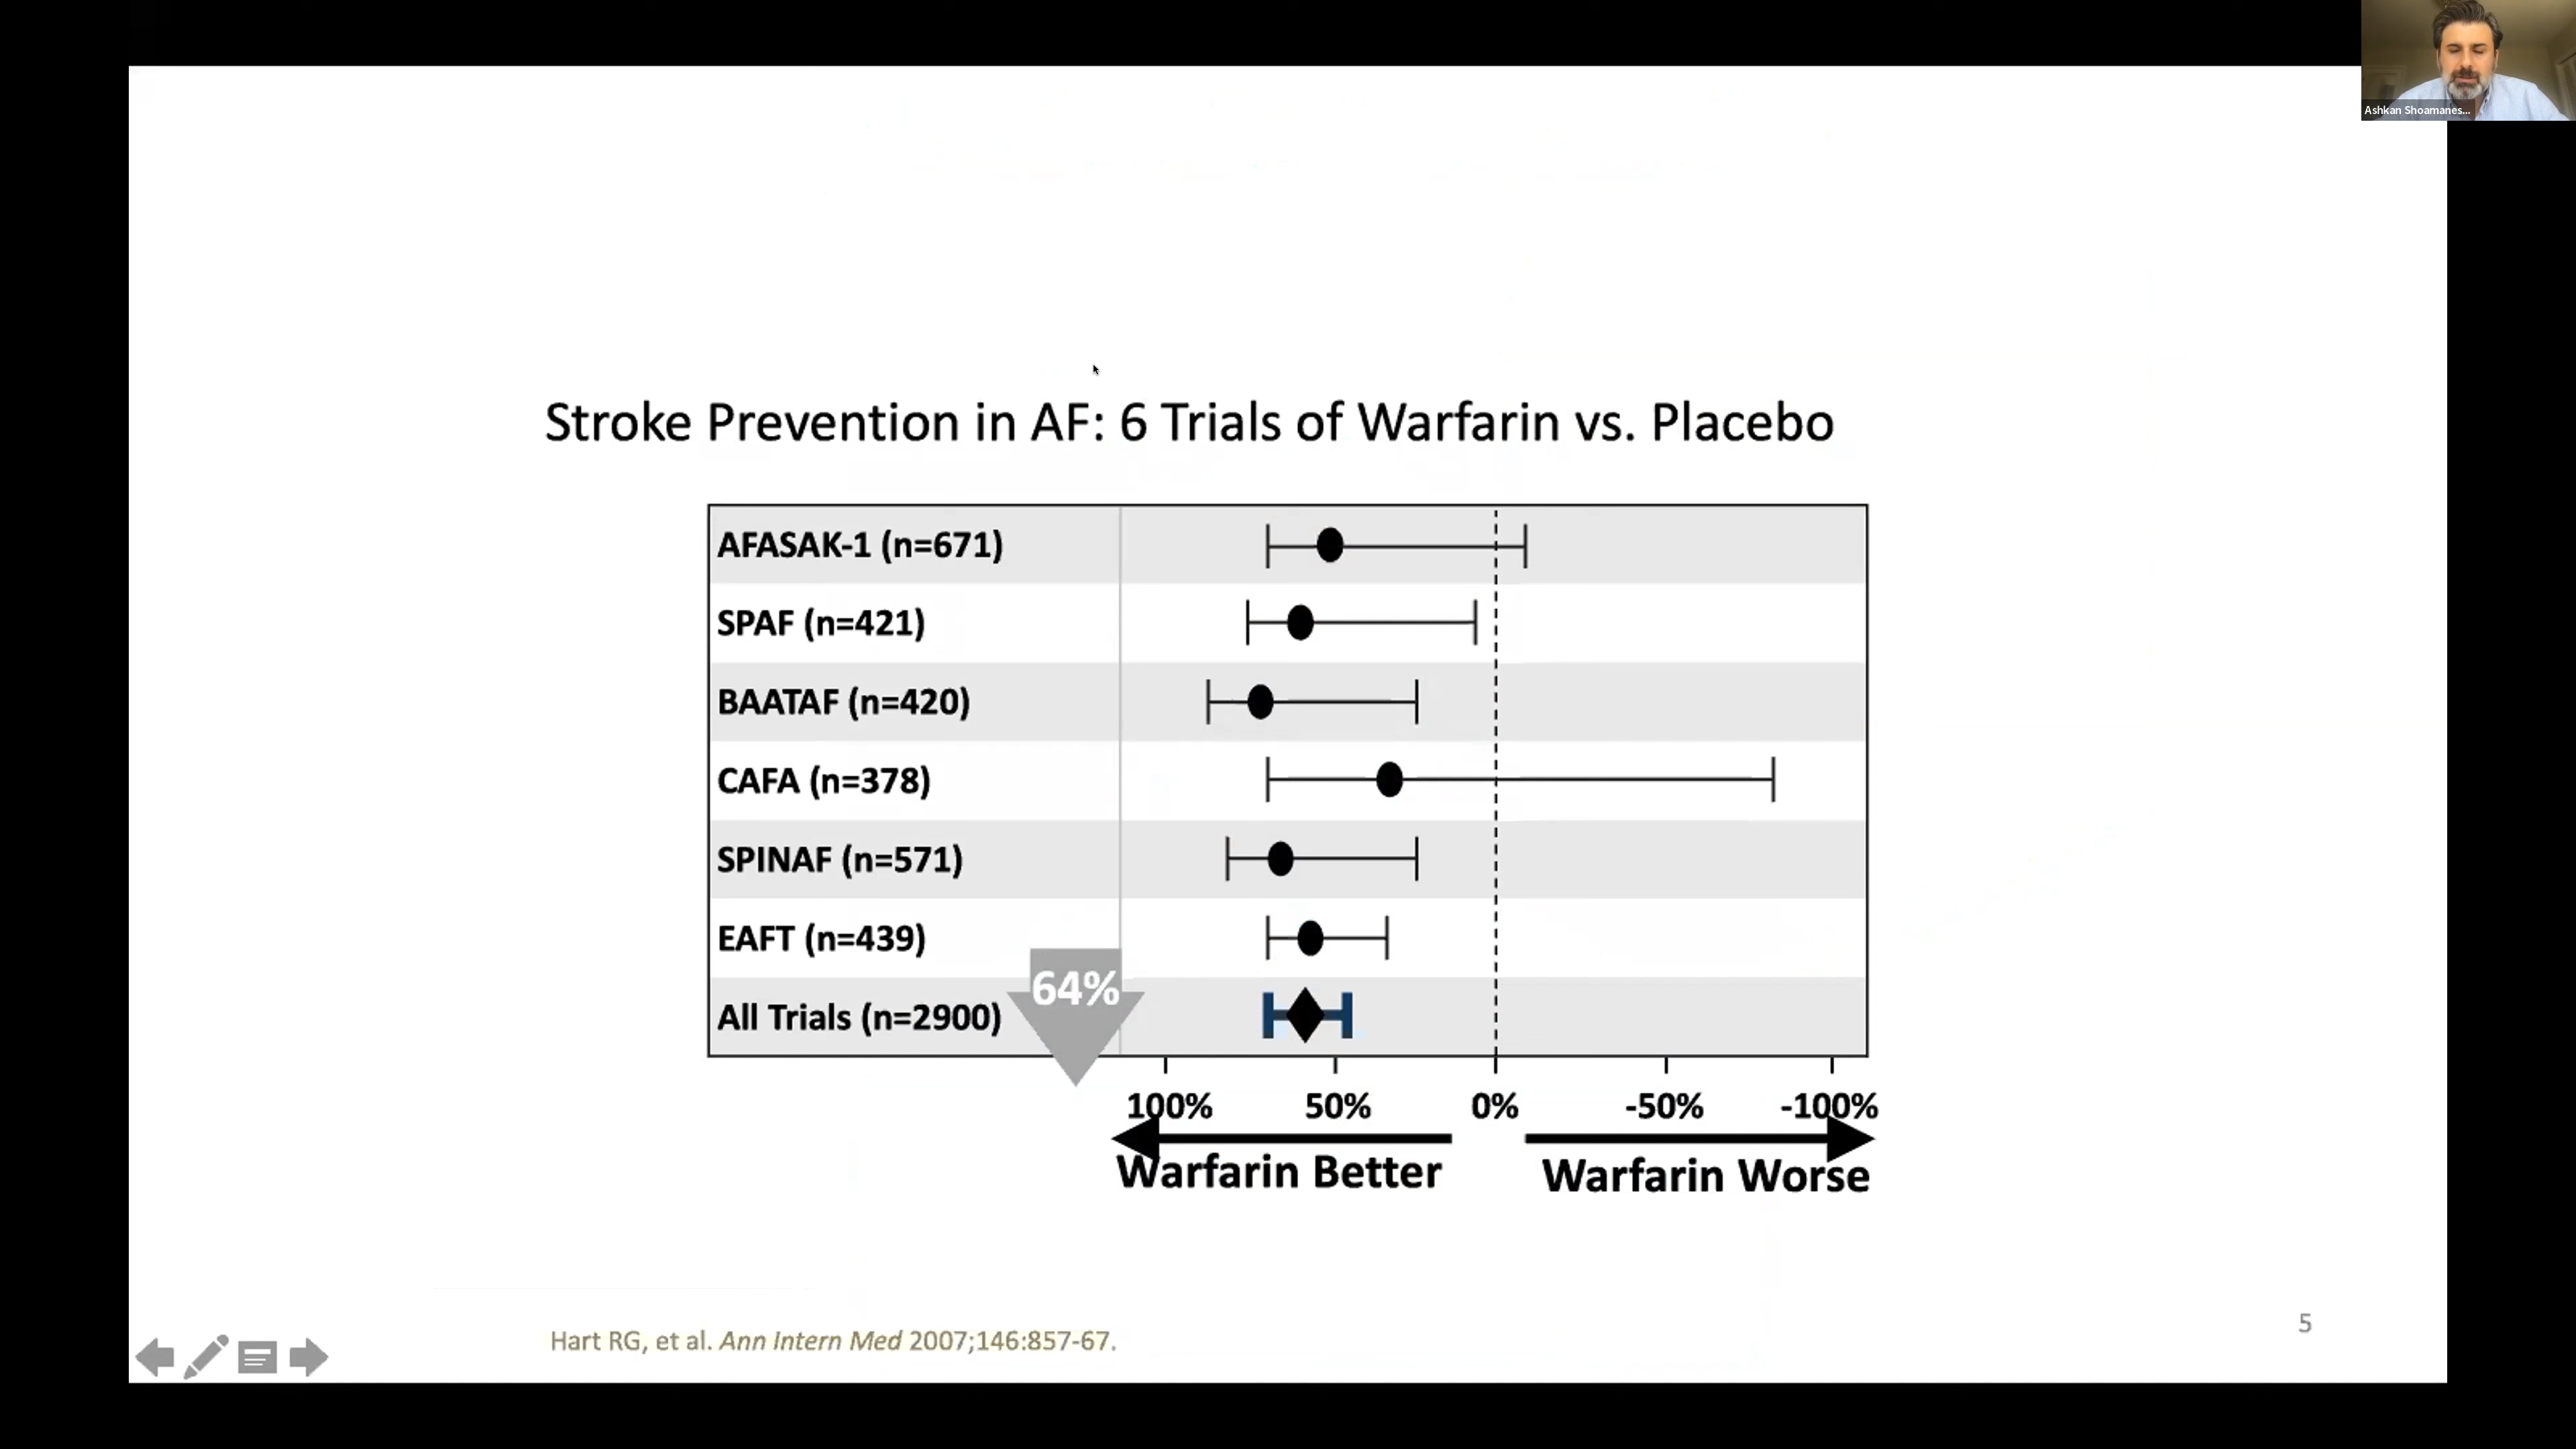 Ashkan Shoamanes...
Stroke Prevention in AF: 6 Trials of Warfarin vs. Placebo
AFASAK-1 (n=671)
SPAF (n=421)
BAATAF (n=420)
CAFA (n=378)
SPINAF (n=571)
EAFT (n=439)
64%
All Trials (n=2900)
100% 50% 0% -50% -100%
Warfarin Better Warfarin Worse
Hart RG, et al. Ann Intern Med 2007;146:857-67.
5